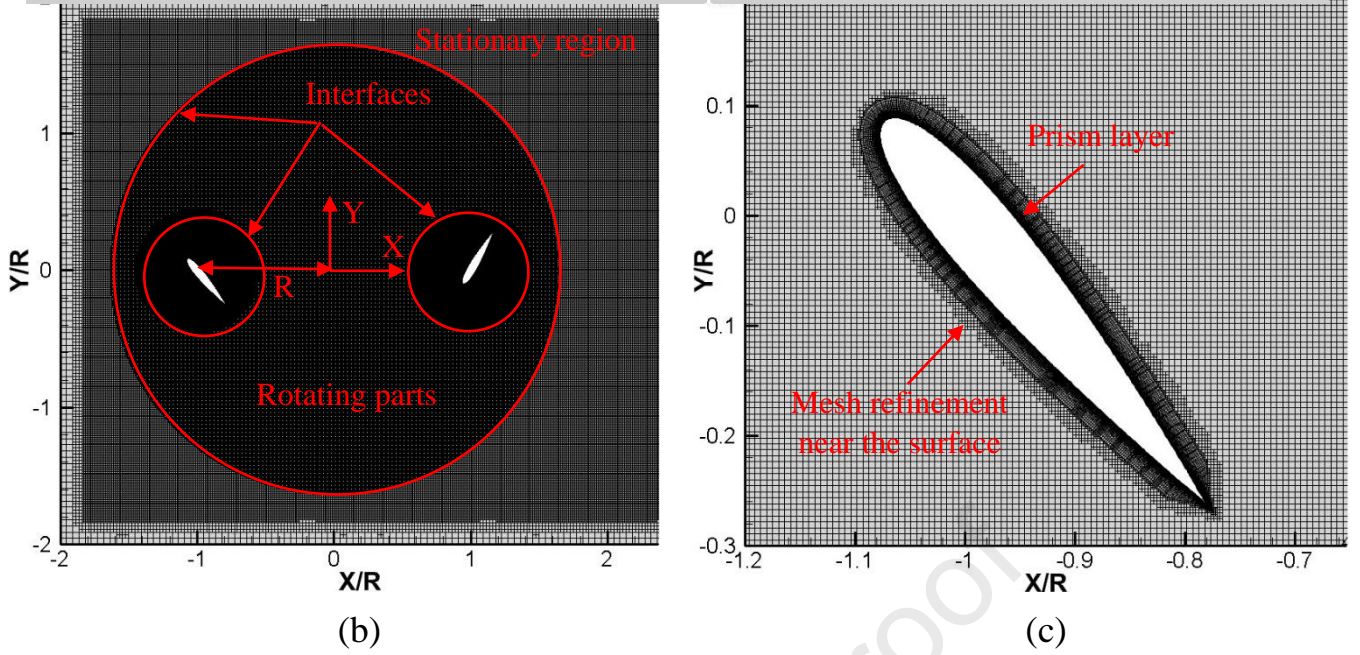 Stationary region
Interfaces
Y
X
R
Rotating parts
1
0
-1
-2
-2
-1
0
1
2
Y/R
X/R
(b)
Prism layer
Mesh refinement
near the surface
0.1
0
-0.1
-0.2
-0.3
-1.2
-1.1
-1
-0.9
-0.8
-0.7
Y/R
X/R
(c)